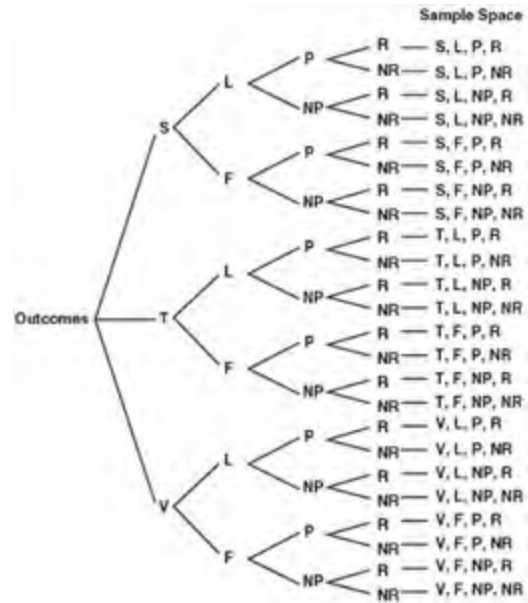 Sample Space
R S, L, P, R
P
NR S, L, P, NR
L
R S, L, NP, R
NP
NR S, L, NP, NR
S
R S, F, P, R
P
NR S, F, P, NR
F
R S, F, NP, R
NP
NR S, F, NP, NR
R T, L, P, R
P
NR T, L, P, NR
L
R T, L, NP, R
NP
NR T, L, NP, NR
Outcomes T
R T, F, P, R
P
NR T, F, P, NR
F
R T, F, NP, R
NP
NR T, F, NP, NR
R V, L, P, R
P
NR V, L, P, NR
L
R V, L, NP, R
NP
NR V, L, NP, NR
V
R V, F, P, R
P
NR V, F, P, NR
F
R V, F, NP, R
NP
NR V, F, NP, NR